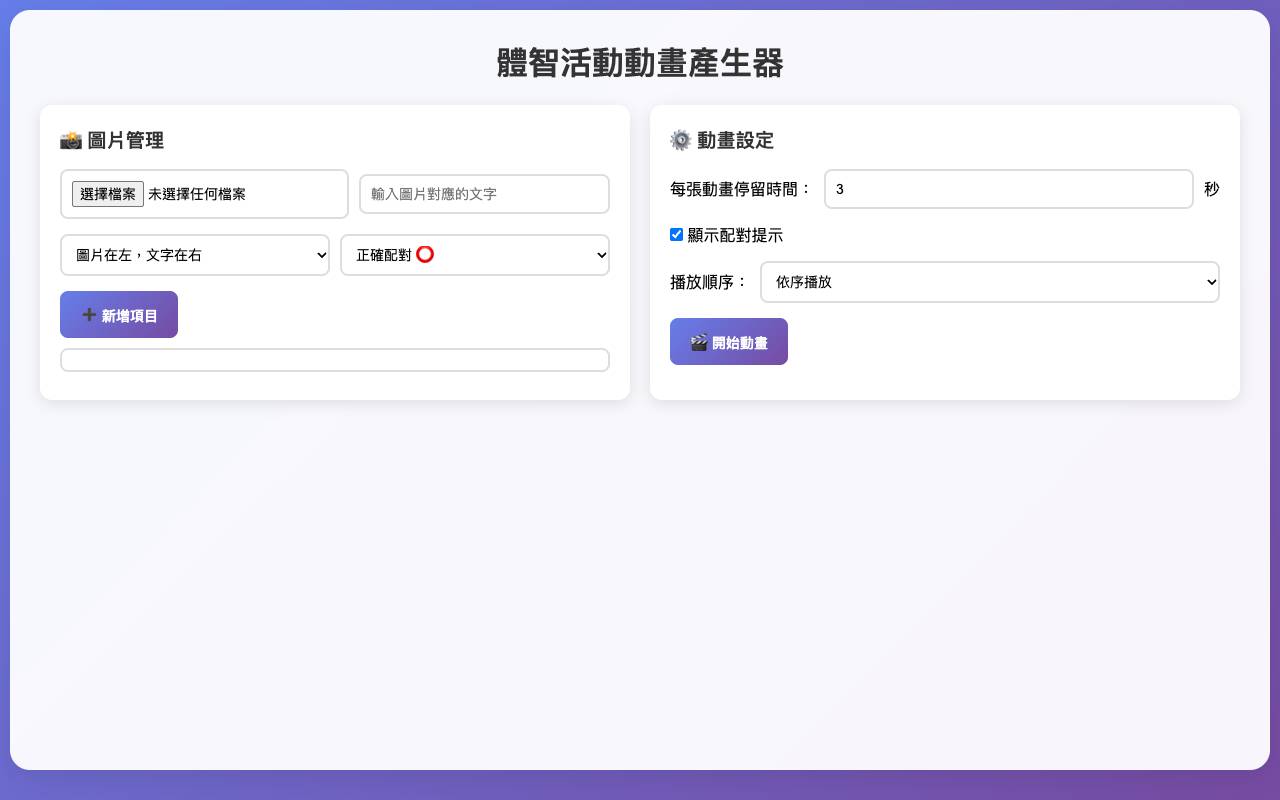 體智活動動畫產生器
📸 圖片管理
選擇檔案 未選擇任何檔案
輸入圖片對應的文字
圖片在左，文字在右
正確配對 ⭕
➕ 新增項目
⚙️ 動畫設定
每張動畫停留時間： 3 秒
顯示配對提示
播放順序： 依序播放
🎬 開始動畫